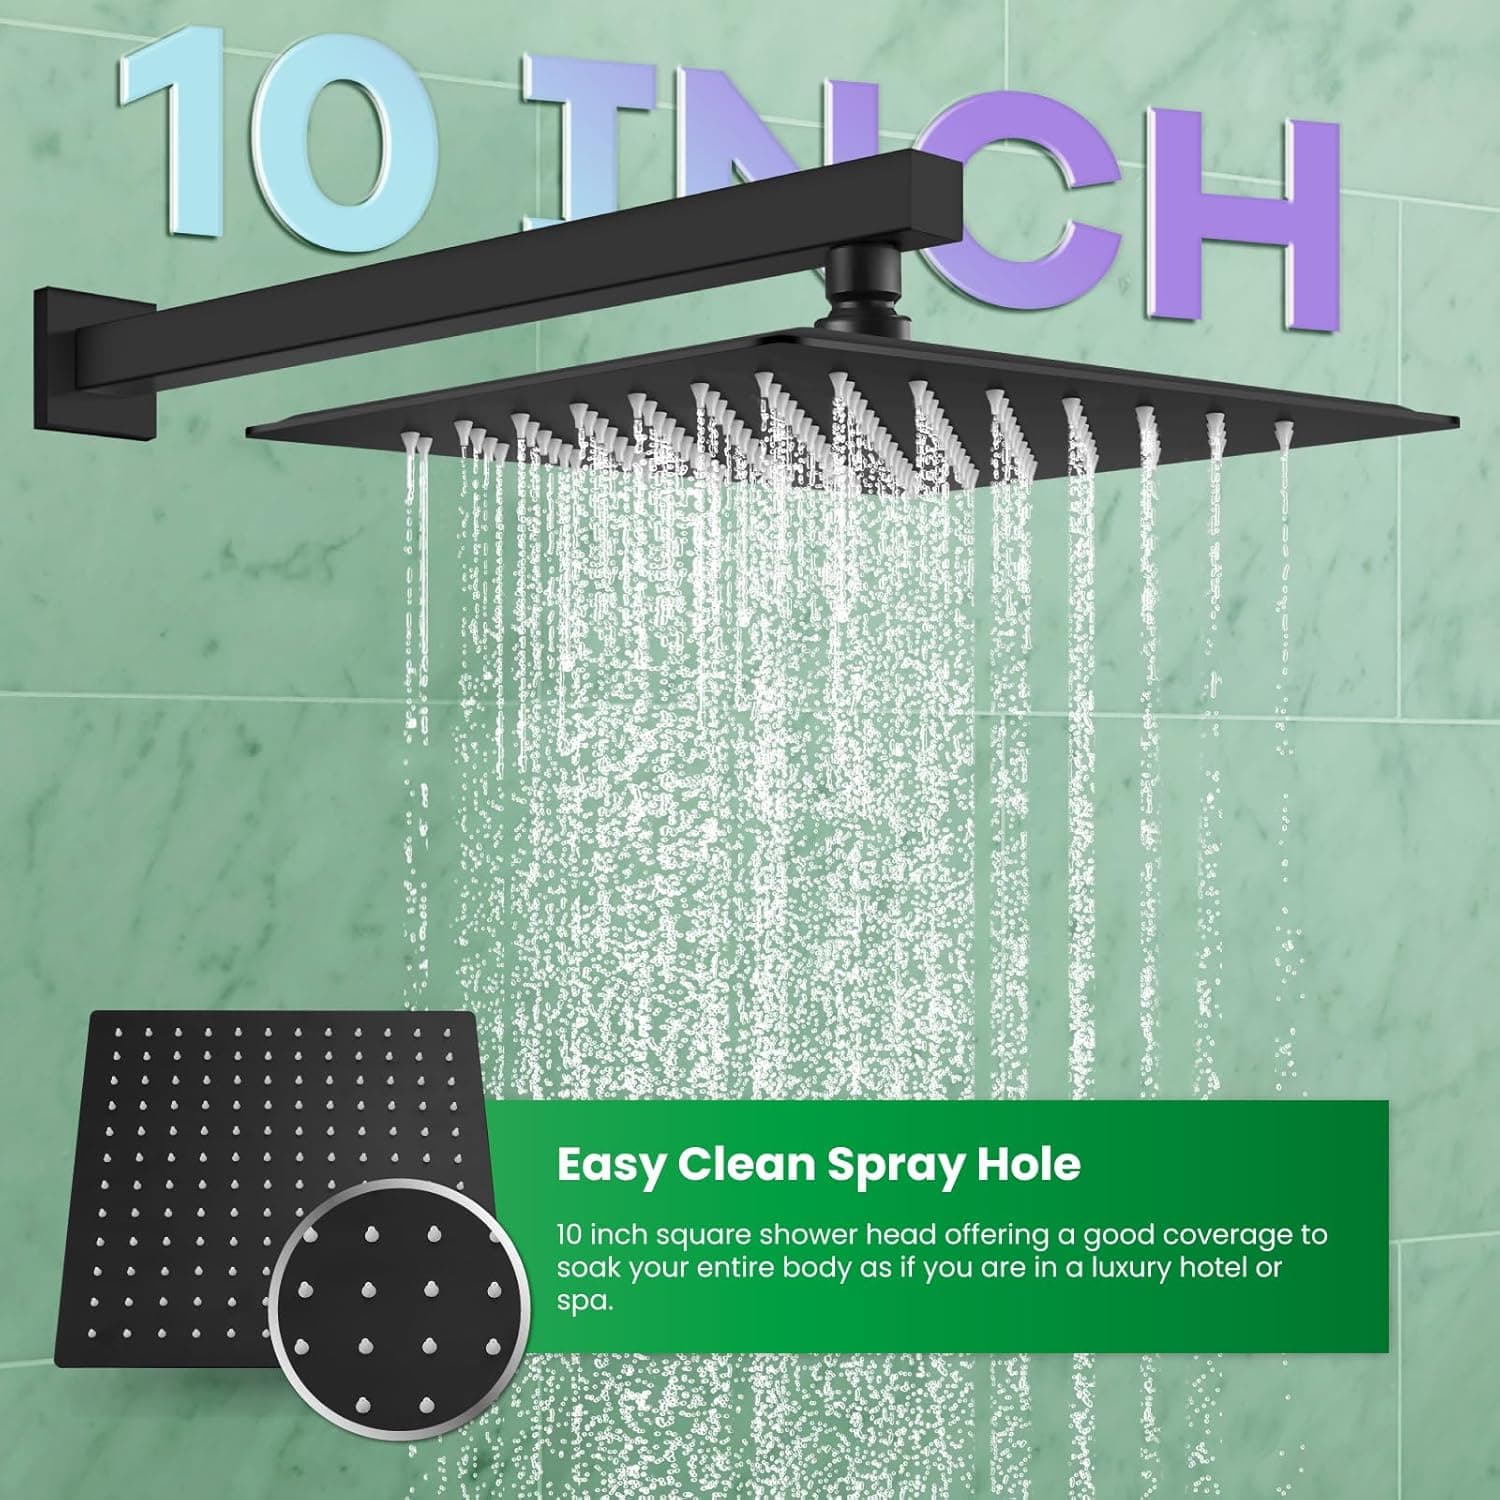 10 INCH
Easy Clean Spray Hole
10 inch square shower head offering a good coverage to
soak your entire body as if you are in a luxury hotel or
spa.